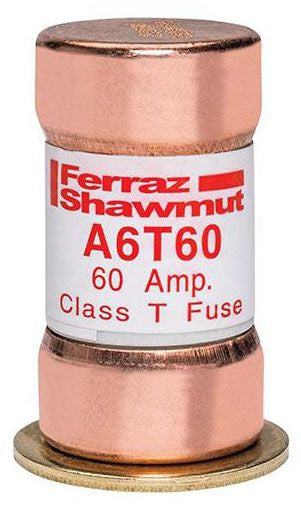 Ferraz
Shawmut
A6T60
60 Amp.
Class T Fuse